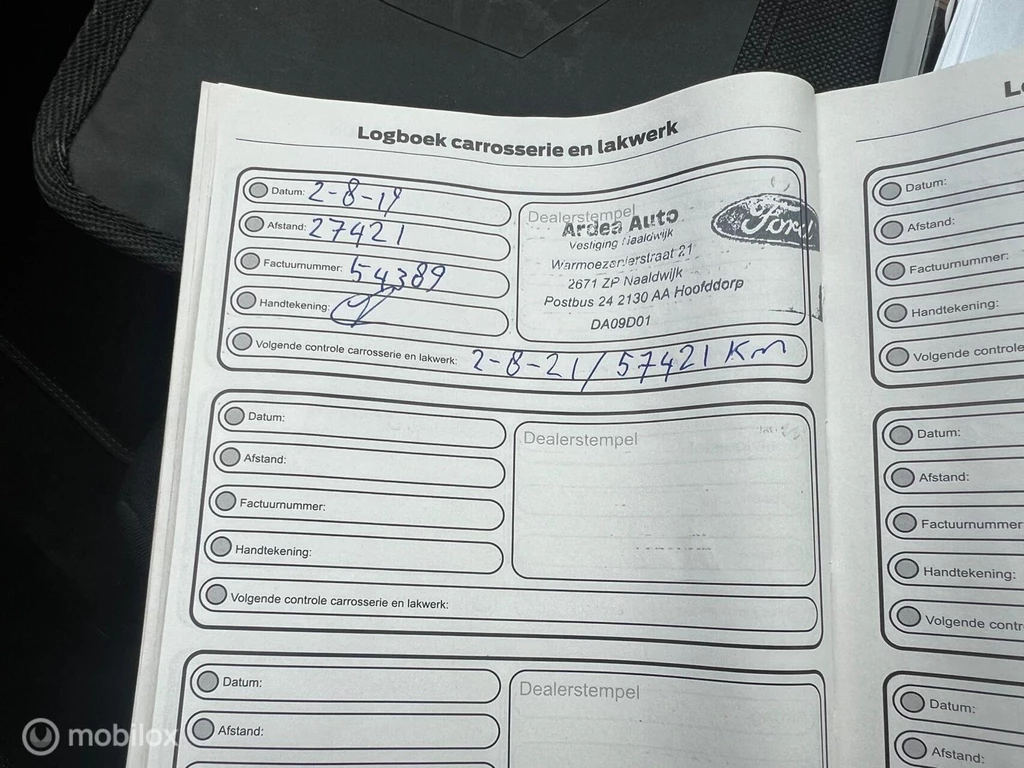 Logboek carrosserie en lakwerk
Datum: 2-8-19
Afstand: 27421
Factuurnummer: 54389
Handtekening:
Dealerstempel
Ardea Auto
Vestiging Naaldwijk
Warmoezenierstraat 21
2671 ZP Naaldwijk
Postbus 24 2130 AA Hoofddorp
DA09D01
Ford
Volgende controle carrosserie en lakwerk: 2-8-21 / 57421 Km
Datum:
Afstand:
Factuurnummer:
Handtekening:
Dealerstempel
Volgende controle carrosserie en lakwerk:
Datum:
Afstand:
Dealerstempel
Lo
Datum:
Afstand:
Factuurnummer:
Handtekening:
Volgende controle
Datum:
Afstand:
Factuurnummer
Handtekening:
Volgende contr
Datum:
Afstand:
mobilox